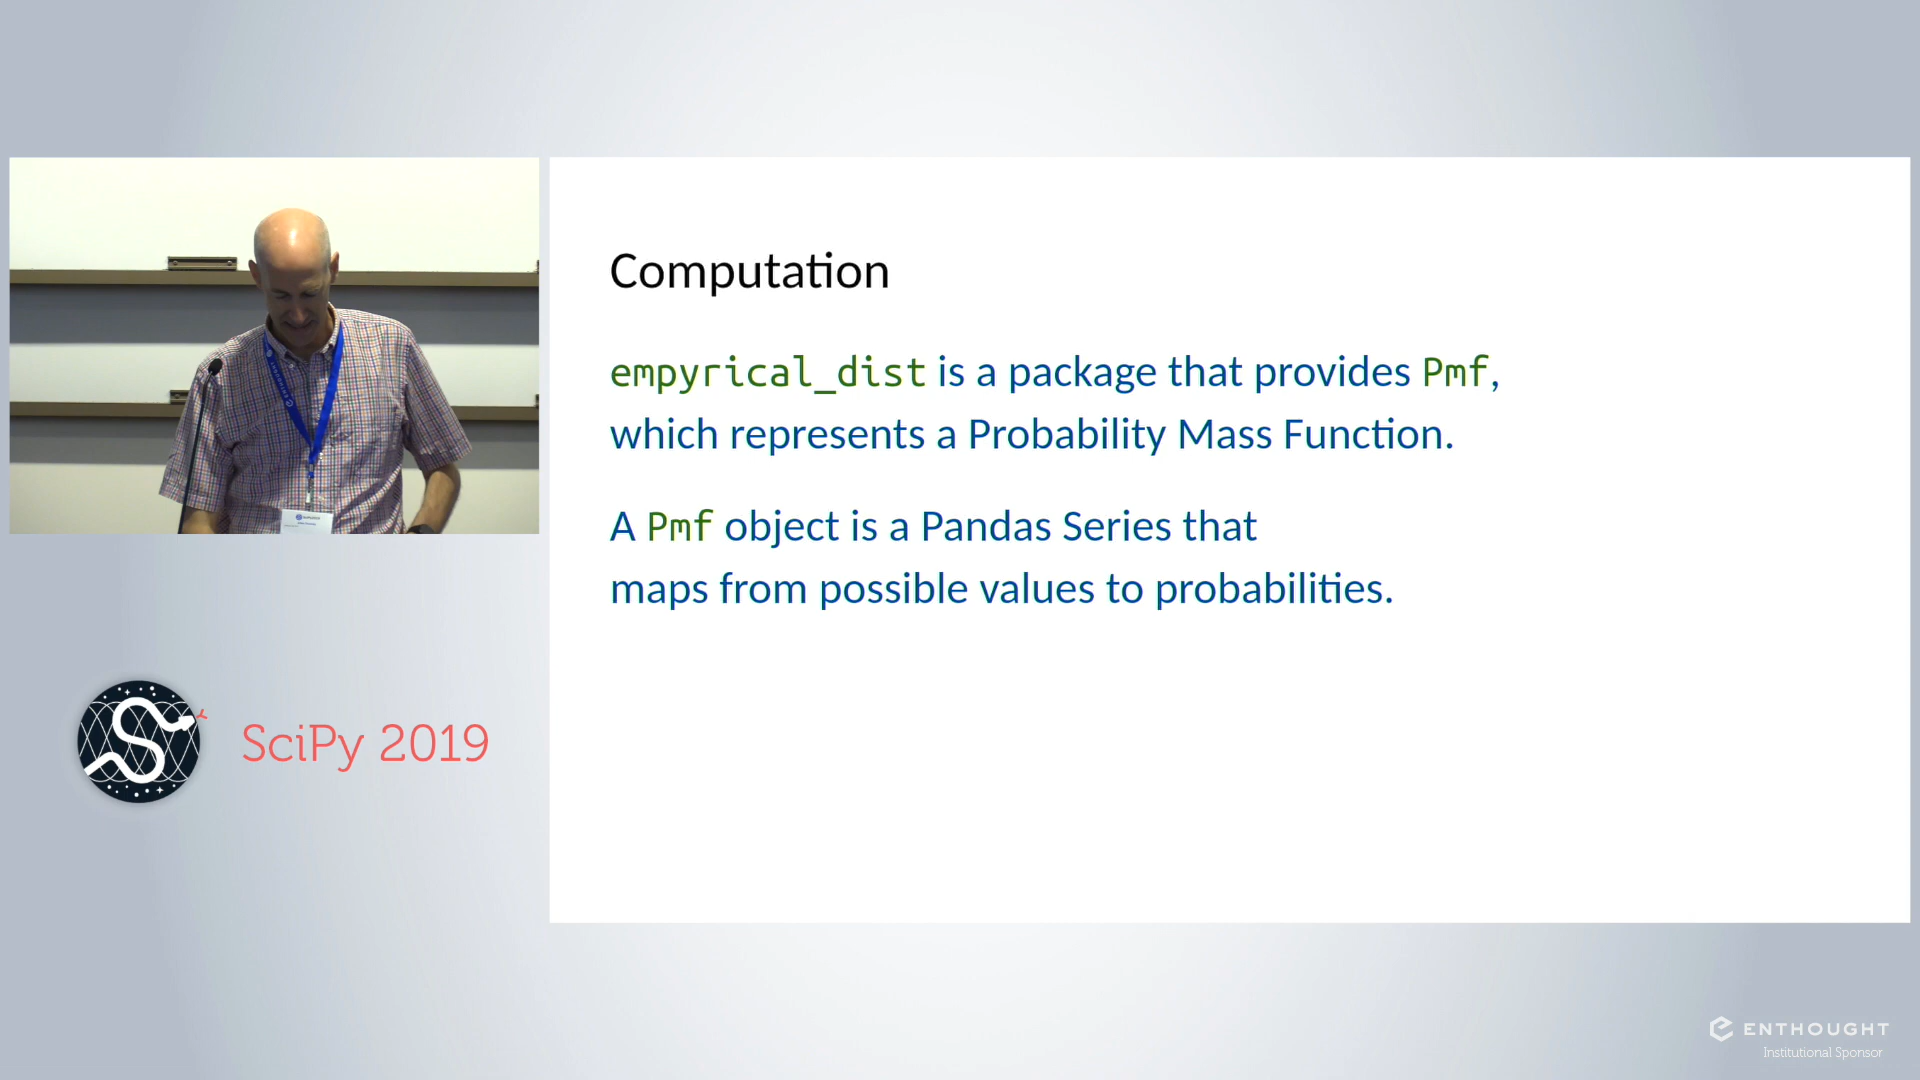 Computation
empyrical_dist is a package that provides Pmf,
which represents a Probability Mass Function.
A Pmf object is a Pandas Series that
maps from possible values to probabilities.
SciPy 2019
ENTHOUGHT
Institutional Sponsor